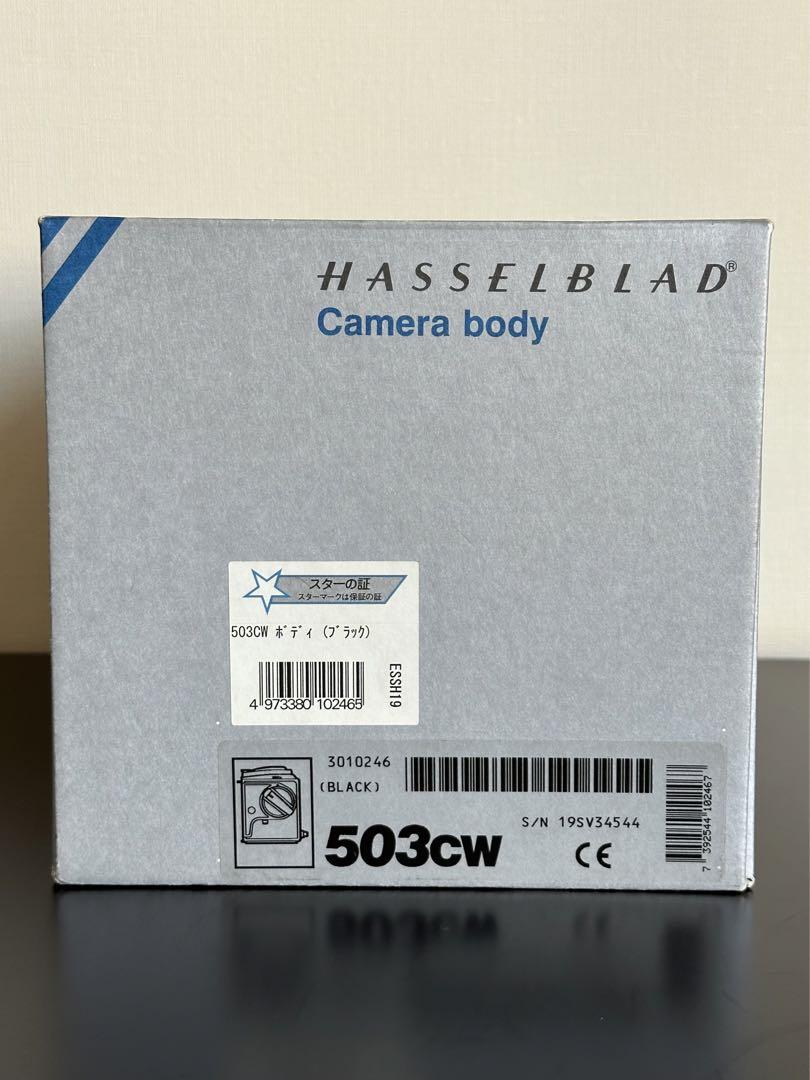 HASSELBLAD®
Camera body
スターの証
スターマークは保証の証
503CW ﾎﾞﾃﾞｨ (ﾌﾞﾗｯｸ)
4 973380 102465
ESSH19
3010246
(BLACK)
S/N 19SV34544
503CW
CE
7 392544 102467